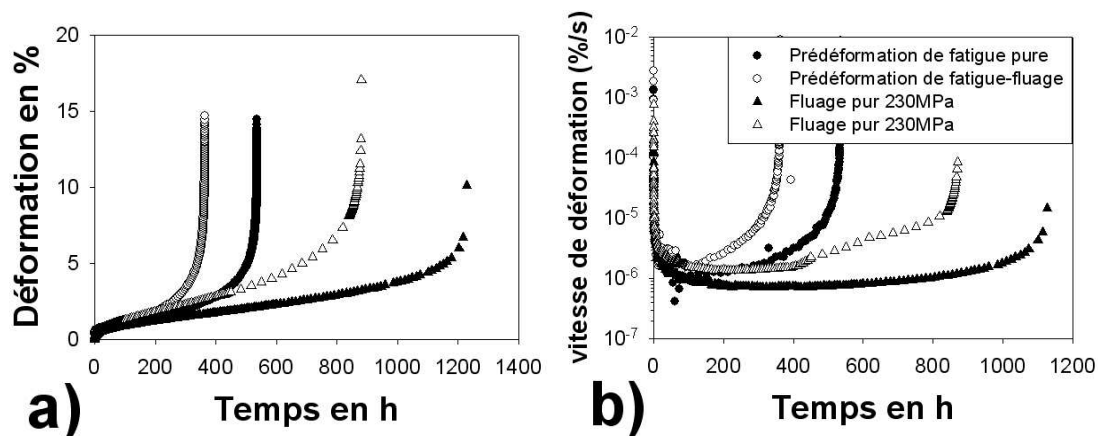 20
15
10
5
0
Déformation en %
0 200 400 600 800 1000 1200 1400
Temps en h
a)
10-2
10-3
10-4
10-5
10-6
10-7
vitesse de déformation (%/s)
Prédéformation de fatigue pure
Prédéformation de fatigue-fluage
Fluage pur 230MPa
Fluage pur 230MPa
0 200 400 600 800 1000 1200
Temps en h
b)